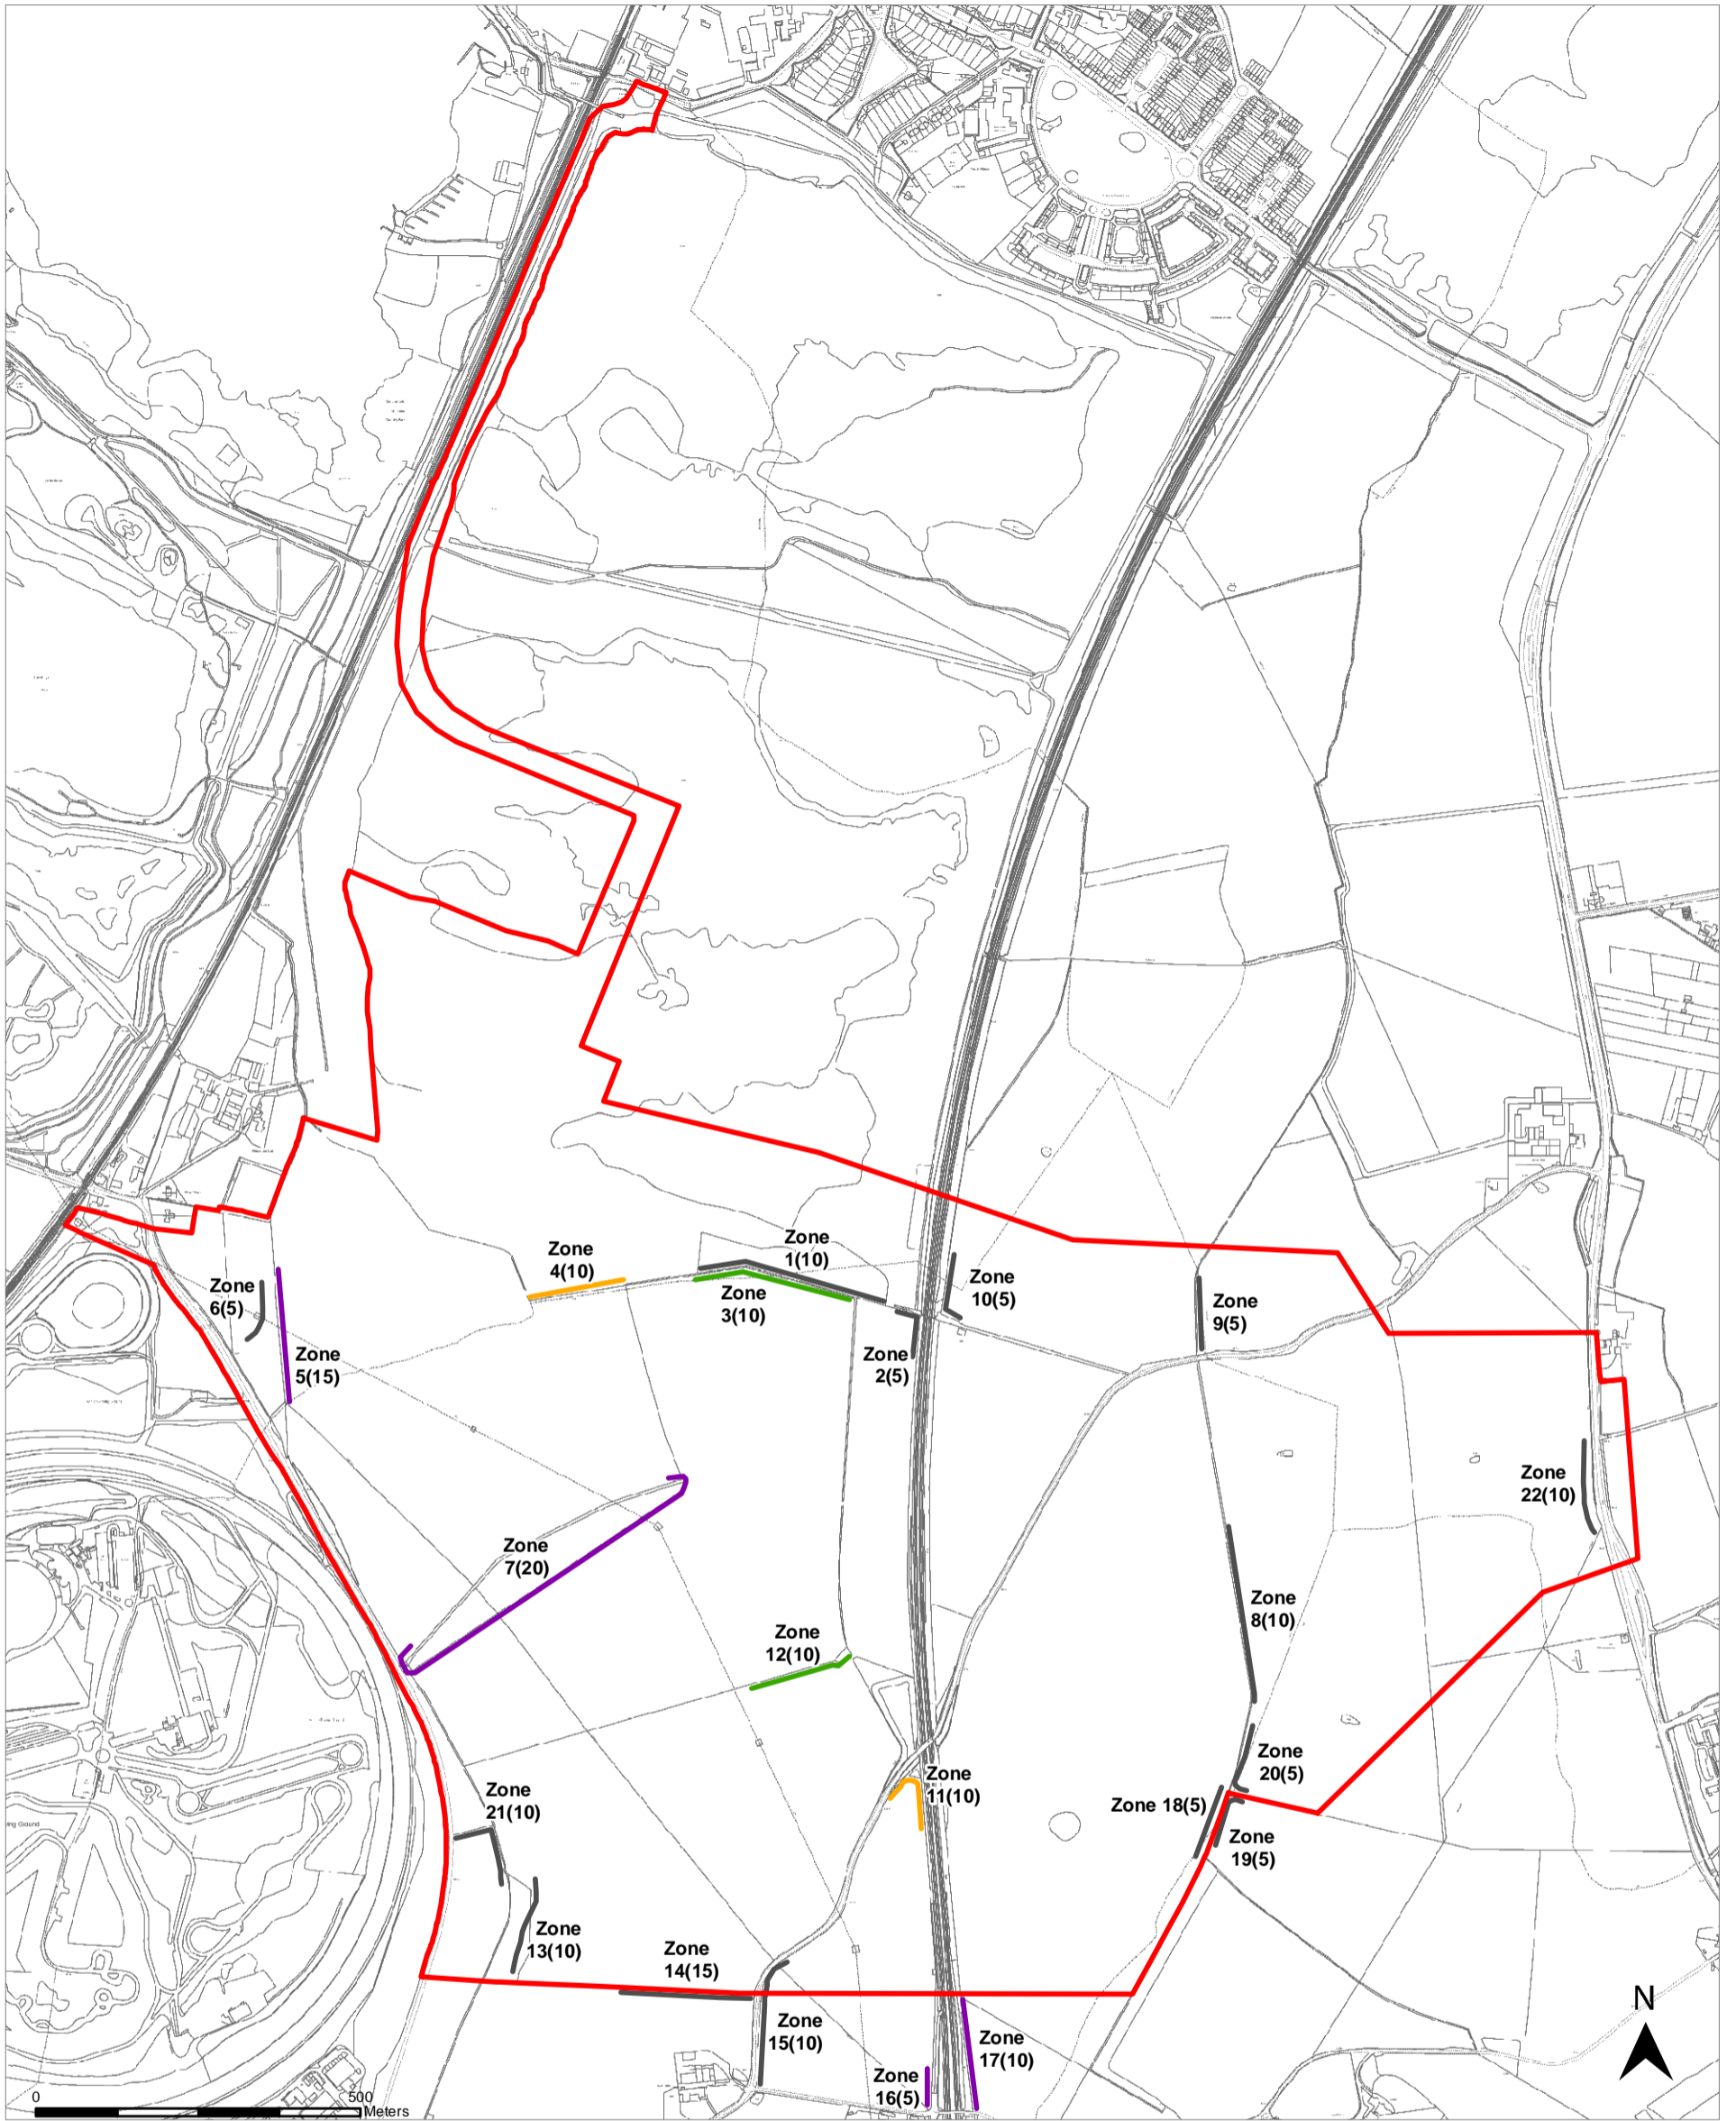 Zone
4(10)
Zone
1(10)
Zone
3(10)
Zone
10(5)
Zone
6(5)
Zone
9(5)
Zone
5(15)
Zone
2(5)
Zone
22(10)
Zone
7(20)
Zone
8(10)
Zone
12(10)
Zone
11(10)
Zone
20(5)
Zone 18(5)
Zone
21(10)
Zone
19(5)
Zone
13(10)
Zone
14(15)
Zone
15(10)
Zone
17(10)
Zone
16(5)
N
0
500
Meters
Ground